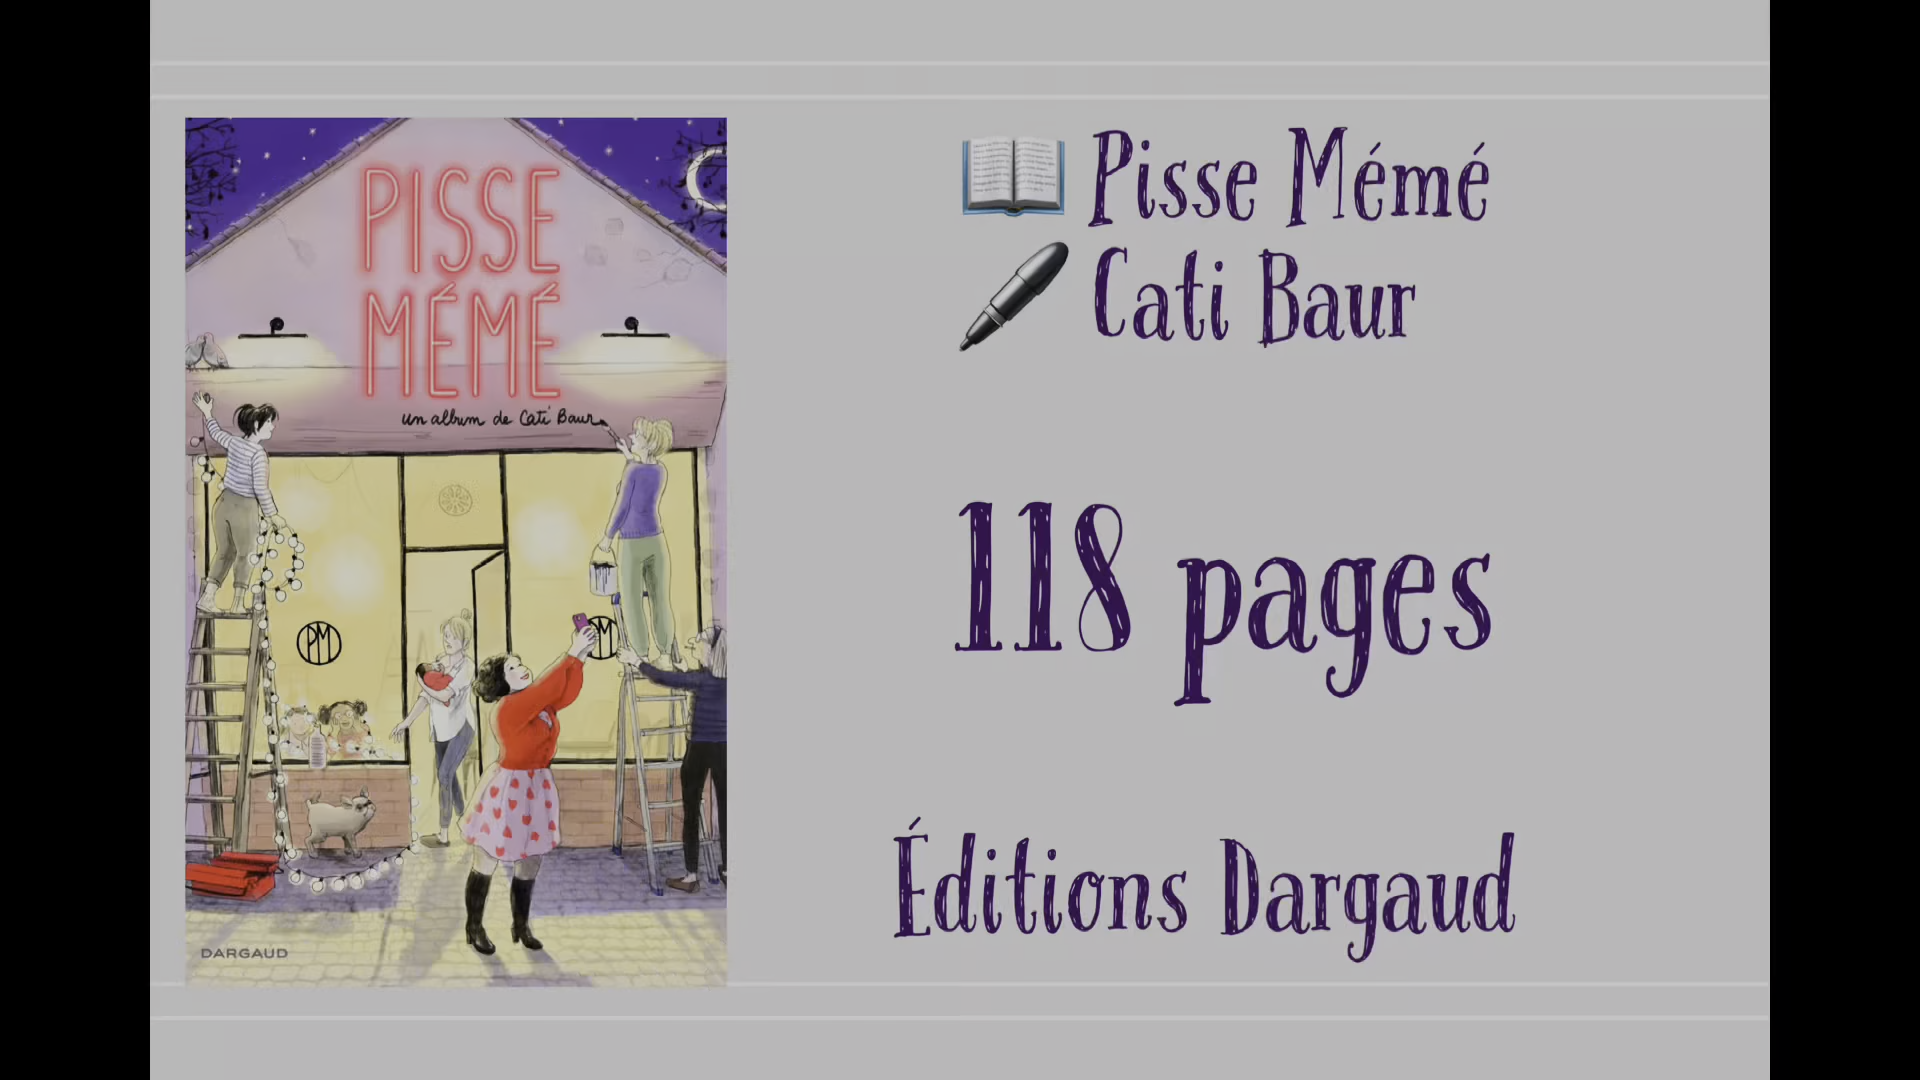 PISSE
MÉMÉ
un album de Cati Baur
PM
PM
DARGAUD
Pisse Mémé
Cati Baur
118 pages
Éditions Dargaud